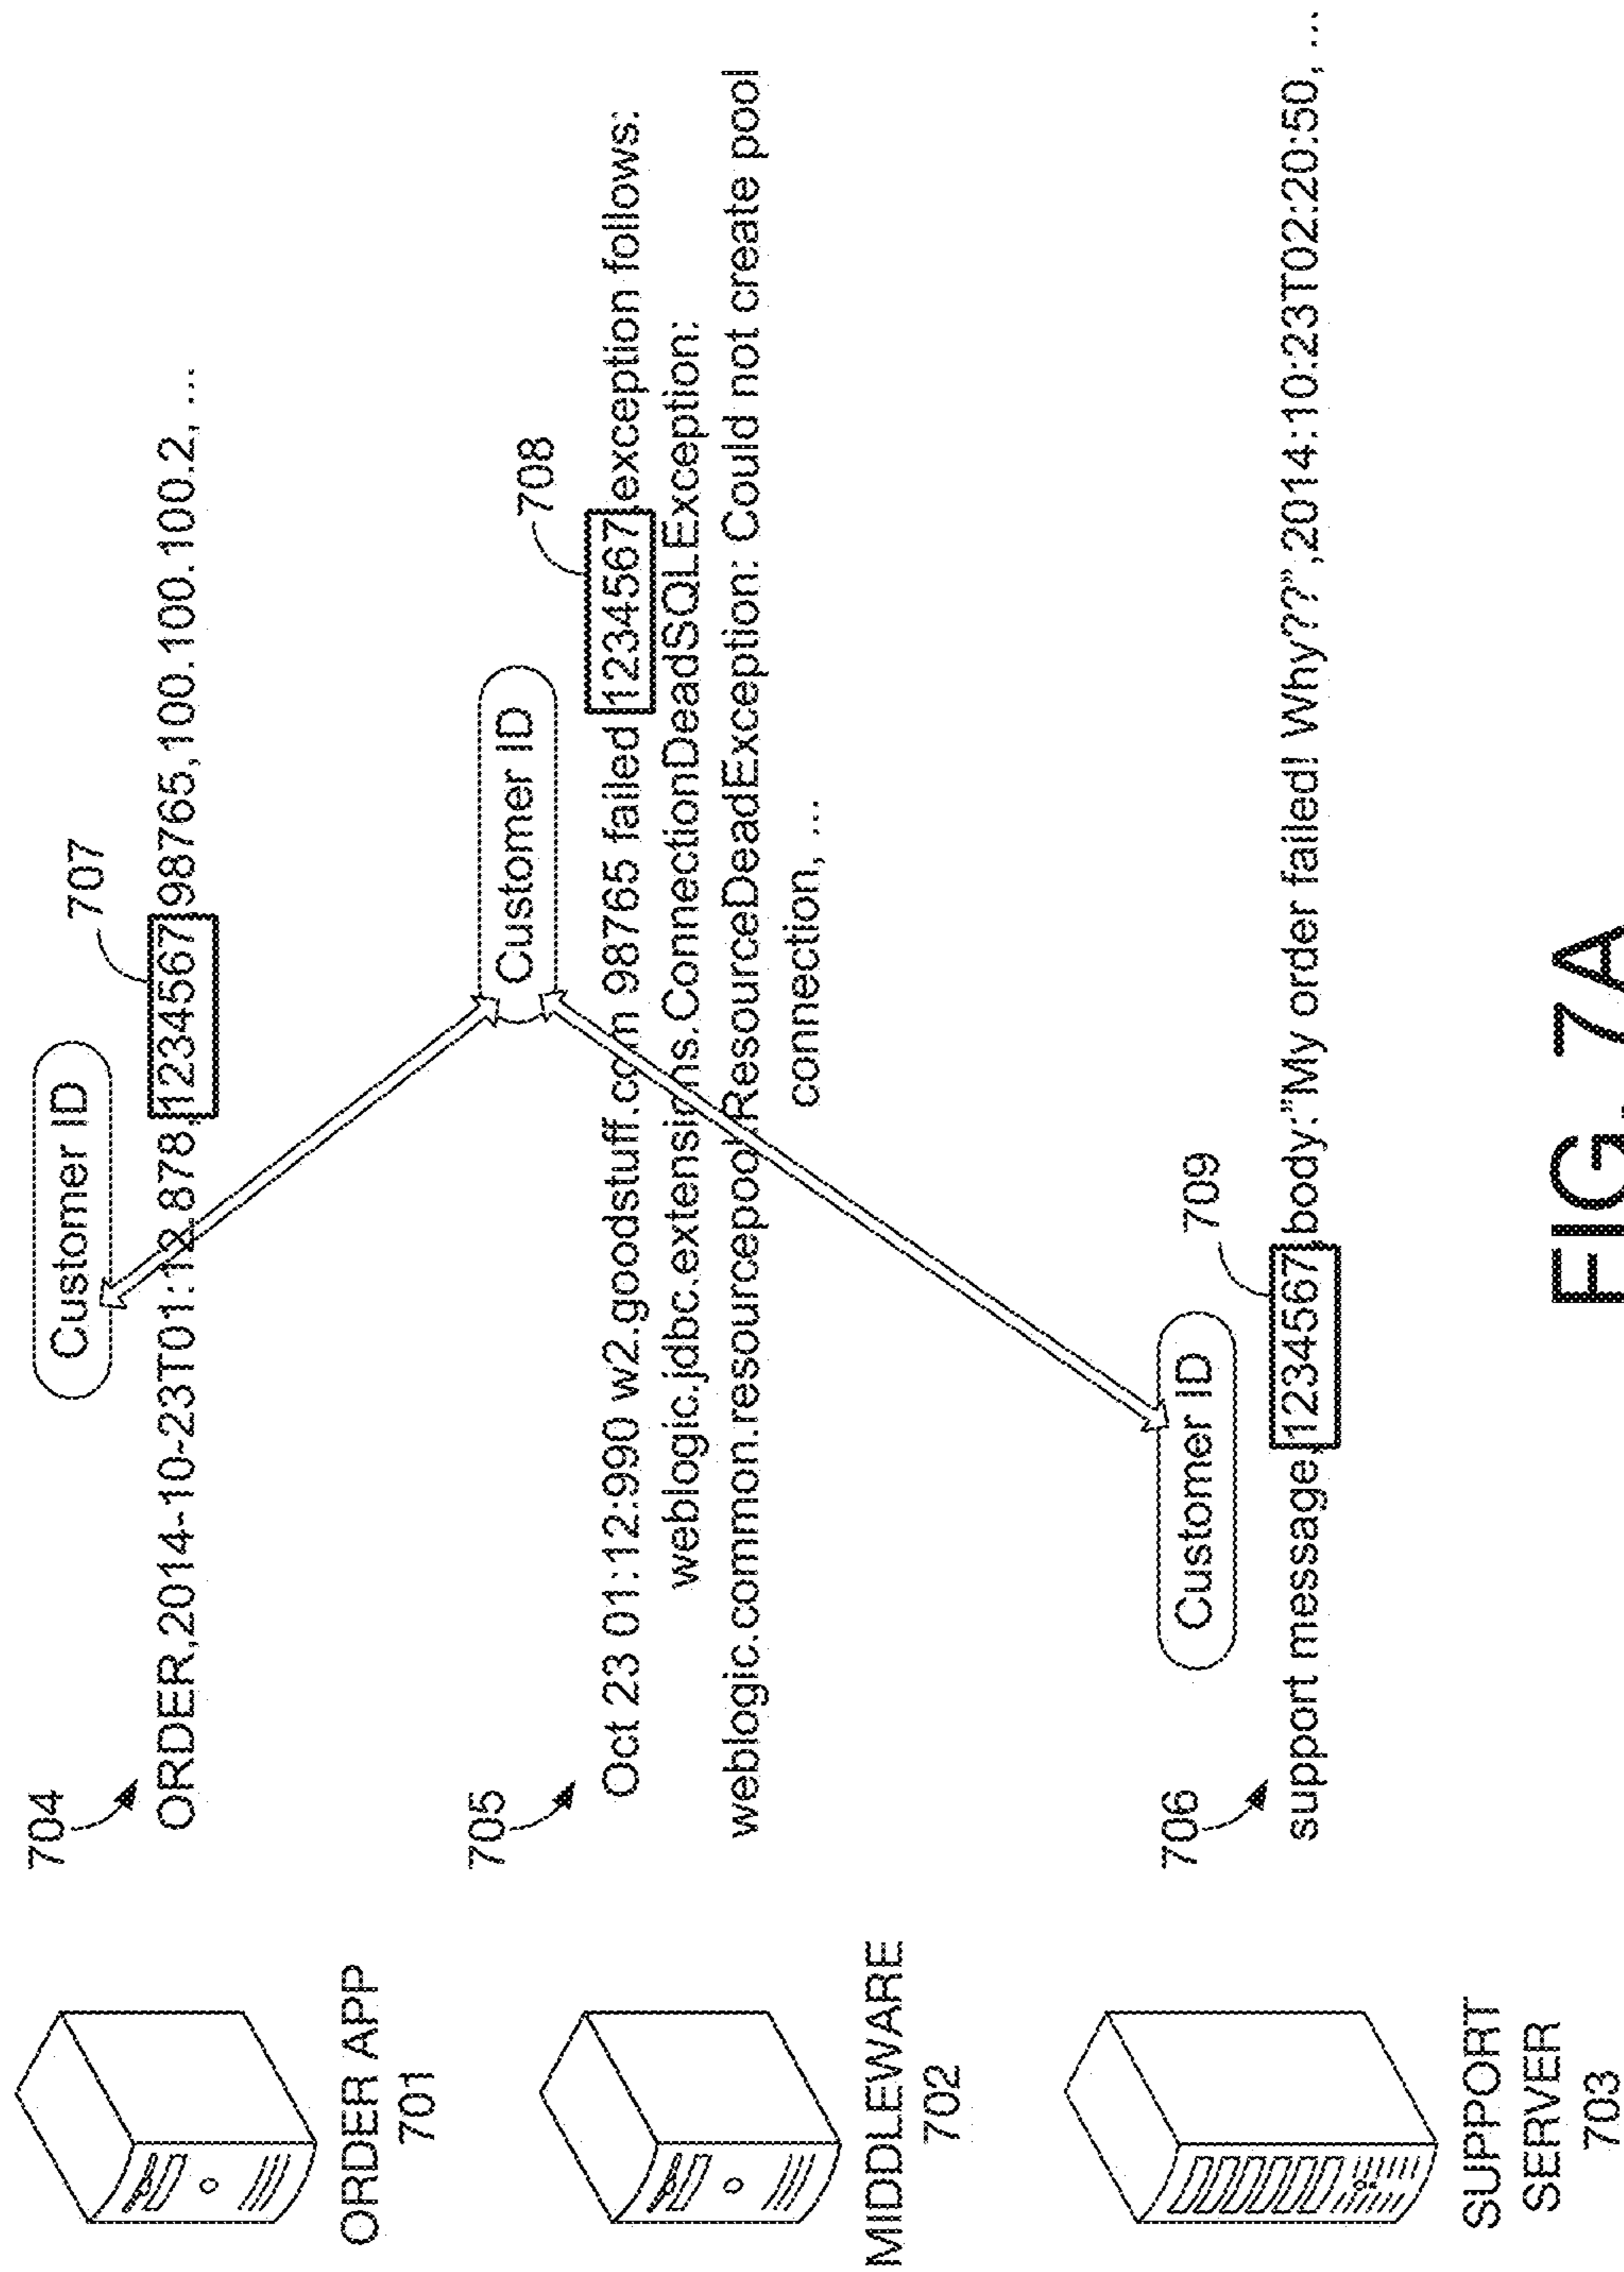 ORDER APP
701
704
Customer ID
707
ORDER,2014-10-23T01:12.878,1234567,98765,100.100.100.2, ...
MIDDLEWARE
702
705
Customer ID
708
Oct 23 01:12:990 w2.goodstuff.com 98765 failed 1234567,exception follows:
weblogic.jdbc.extensions.ConnectionDeadSQLException:
weblogic.common.resourcepool.ResourceDeadException: Could not create pool
connection, ...
SUPPORT
SERVER
703
706
Customer ID
709
support message,1234567,body:"My order failed! Why??",2014:10:23T02:20:50, ...
FIG. 7A